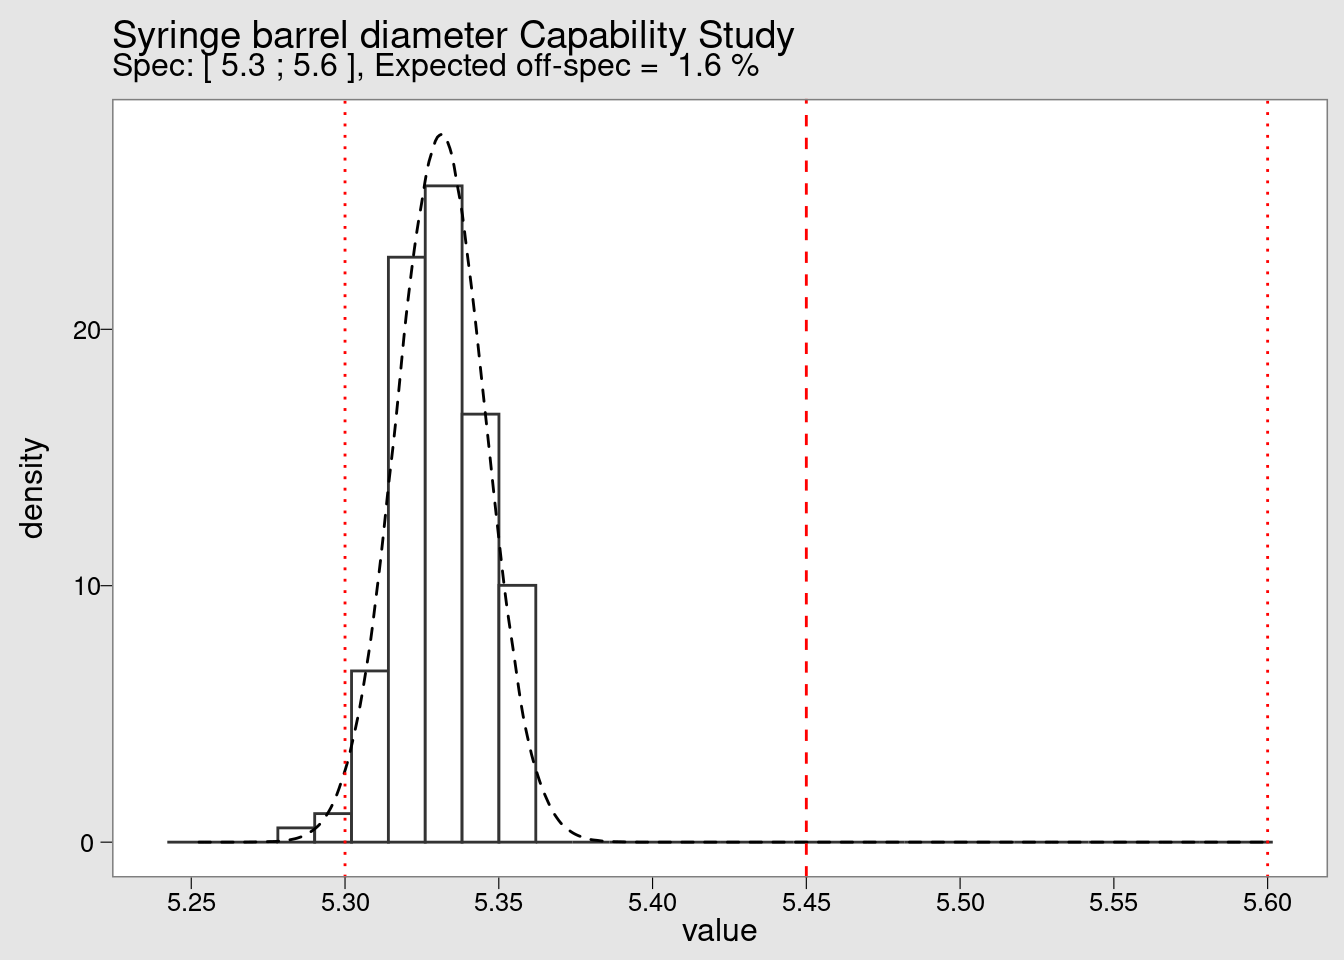 Syringe barrel diameter Capability Study
Spec: [ 5.3 ; 5.6 ], Expected off-spec =  1.6 %
density
20
10
0
5.25 5.30 5.35 5.40 5.45 5.50 5.55 5.60
value